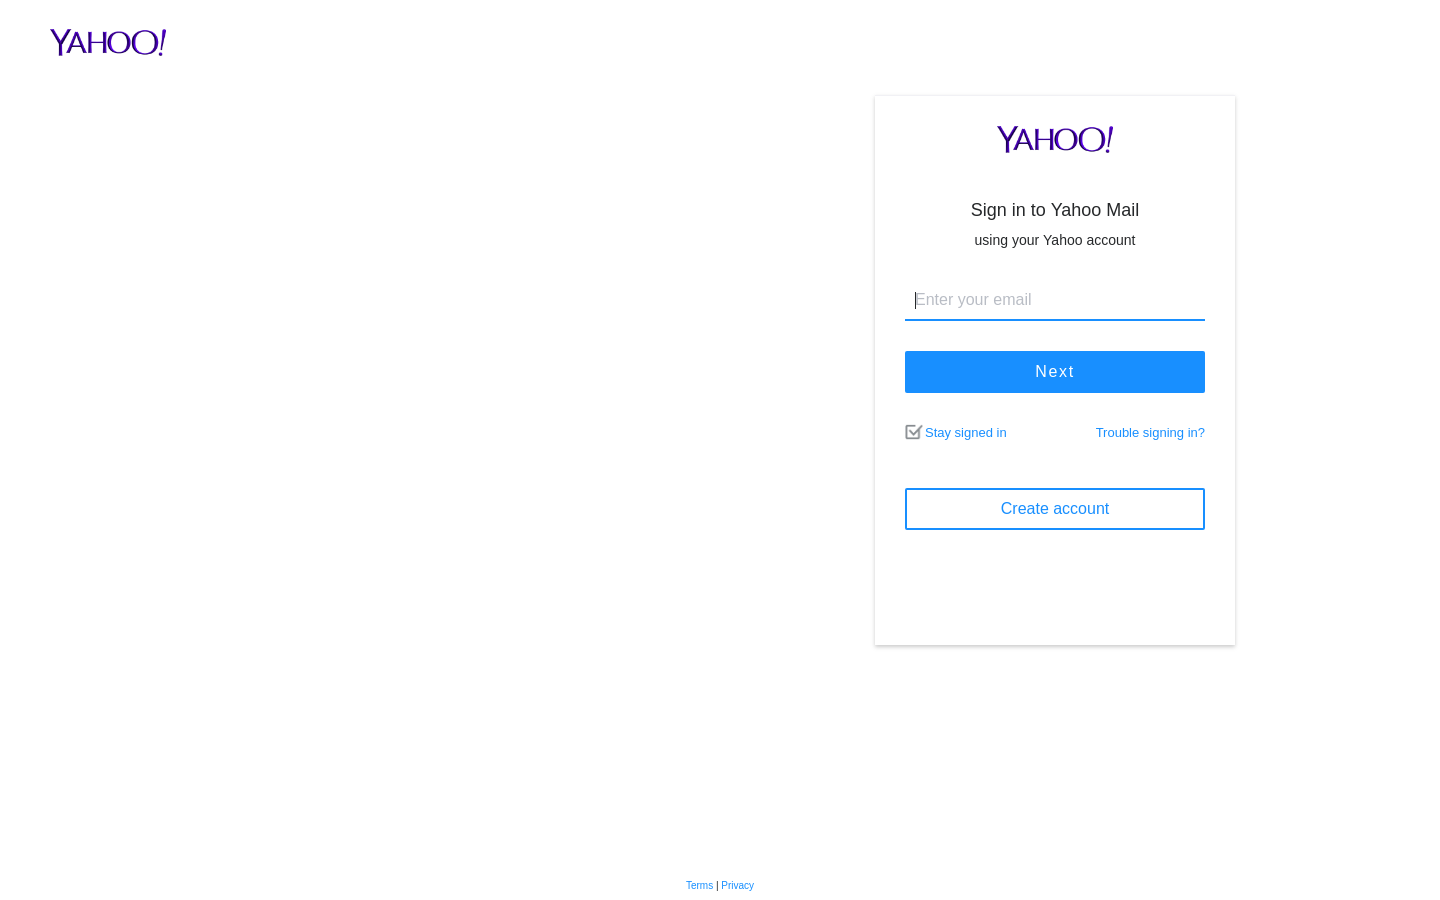 YAHOO!
YAHOO!
Sign in to Yahoo Mail
using your Yahoo account
Enter your email
Next
Stay signed in
Trouble signing in?
Create account
Terms | Privacy